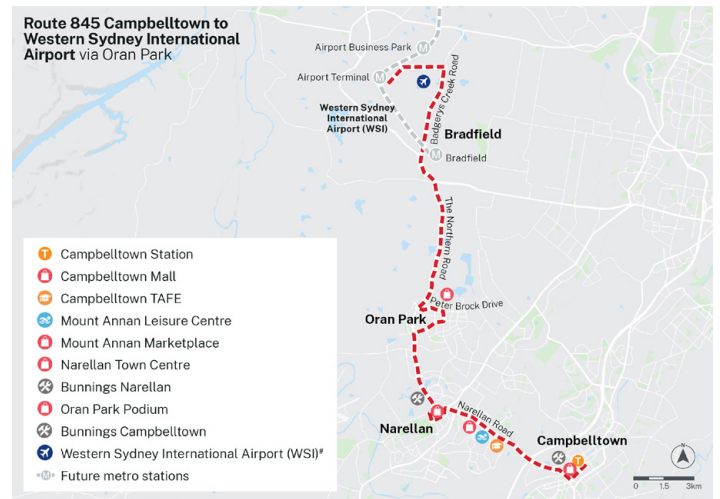 Route 845 Campbelltown to
Western Sydney International
Airport via Oran Park
Airport Business Park
M
Airport Terminal
M
Western Sydney
International
Airport (WSI)
Badgerys Creek Road
Bradfield
M
Bradfield
The Northern Road
Peter Brock Drive
Oran Park
Narellan Road
Narellan
Campbelltown
T
T Campbelltown Station
Campbelltown Mall
Campbelltown TAFE
Mount Annan Leisure Centre
Mount Annan Marketplace
Narellan Town Centre
Bunnings Narellan
Oran Park Podium
Bunnings Campbelltown
Western Sydney International Airport (WSI)#
M Future metro stations
N
0 1.5 3km